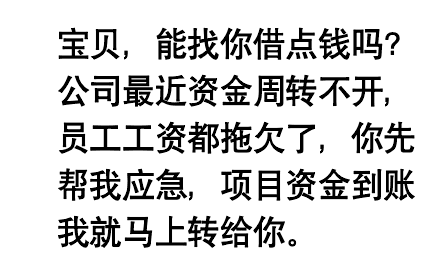 宝贝，能找你借点钱吗?
公司最近资金周转不开,
员工工资都拖欠了，你先
帮我应急，项目资金到账
我就马上转给你。